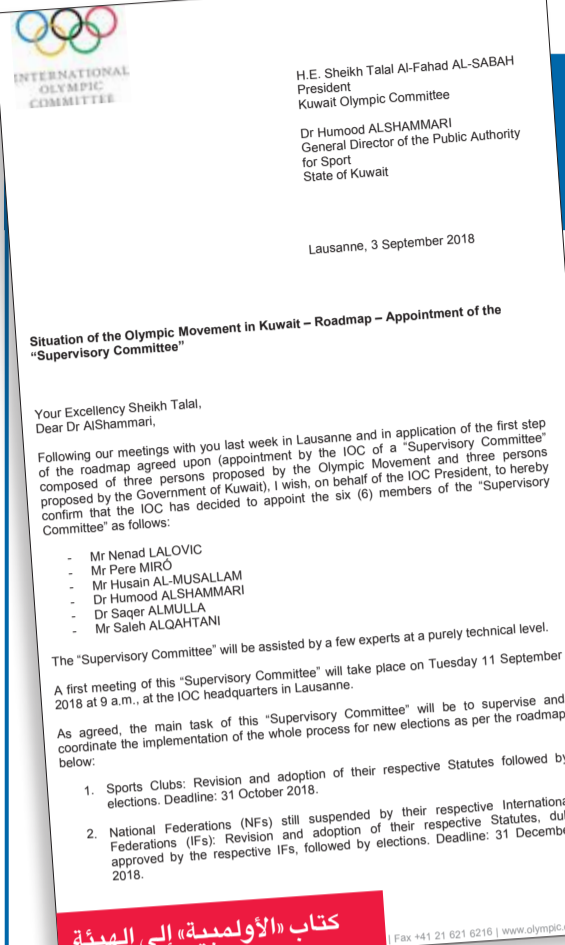 INTERNATIONAL
OLYMPIC
COMMITTEE
H.E. Sheikh Talal Al-Fahad AL-SABAH
President
Kuwait Olympic Committee
Dr Humood ALSHAMMARI
General Director of the Public Authority
for Sport
State of Kuwait
Lausanne, 3 September 2018
Situation of the Olympic Movement in Kuwait – Roadmap – Appointment of the
“Supervisory Committee”
Your Excellency Sheikh Talal,
Dear Dr AlShammari,
Following our meetings with you last week in Lausanne and in application of the first step
of the roadmap agreed upon (appointment by the IOC of a “Supervisory Committee”
composed of three persons proposed by the Olympic Movement and three persons
proposed by the Government of Kuwait), I wish, on behalf of the IOC President, to hereby
confirm that the IOC has decided to appoint the six (6) members of the “Supervisory
Committee” as follows:
- Mr Nenad LALOVIC
- Mr Pere MIRÓ
- Mr Husain AL-MUSALLAM
- Dr Humood ALSHAMMARI
- Dr Saqer ALMULLA
- Mr Saleh ALQAHTANI
The “Supervisory Committee” will be assisted by a few experts at a purely technical level.
A first meeting of this “Supervisory Committee” will take place on Tuesday 11 September
2018 at 9 a.m., at the IOC headquarters in Lausanne.
As agreed, the main task of this “Supervisory Committee” will be to supervise and
coordinate the implementation of the whole process for new elections as per the roadmap
below:
1. Sports Clubs: Revision and adoption of their respective Statutes followed by
elections. Deadline: 31 October 2018.
2. National Federations (NFs) still suspended by their respective Internationa
Federations (IFs): Revision and adoption of their respective Statutes, dul
approved by the respective IFs, followed by elections. Deadline: 31 Decembe
2018.
كتاب «الأولمبية» إلى الهيئة
| Fax +41 21 621 6216 | www.olympic.